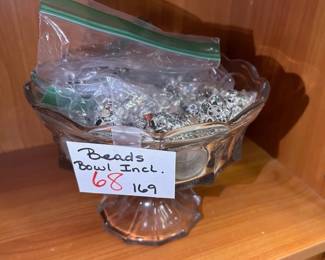 Beads
Bowl Incl.
68 169